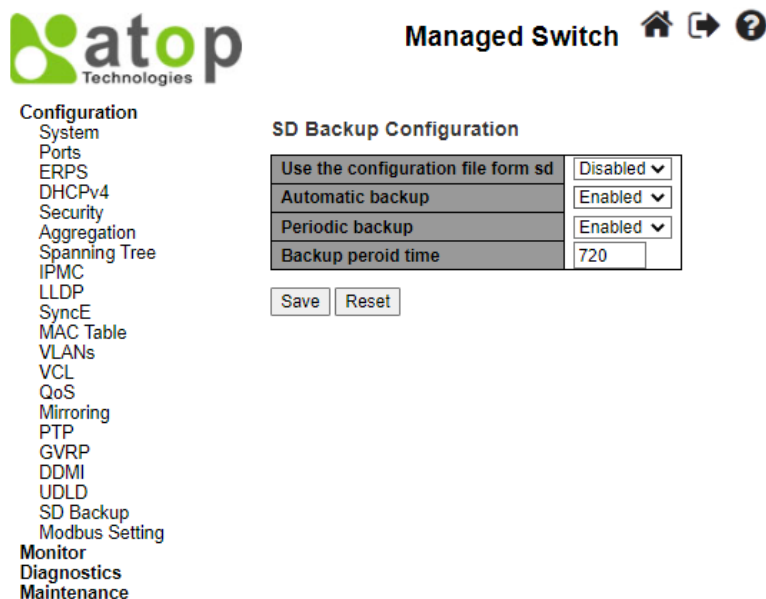 atop
Technologies
Managed Switch
Configuration
System
Ports
ERPS
DHCPv4
Security
Aggregation
Spanning Tree
IPMC
LLDP
SyncE
MAC Table
VLANs
VCL
QoS
Mirroring
PTP
GVRP
DDMI
UDLD
SD Backup
Modbus Setting
Monitor
Diagnostics
Maintenance
SD Backup Configuration
Use the configuration file form sd Disabled
Automatic backup Enabled
Periodic backup Enabled
Backup peroid time 720
Save Reset